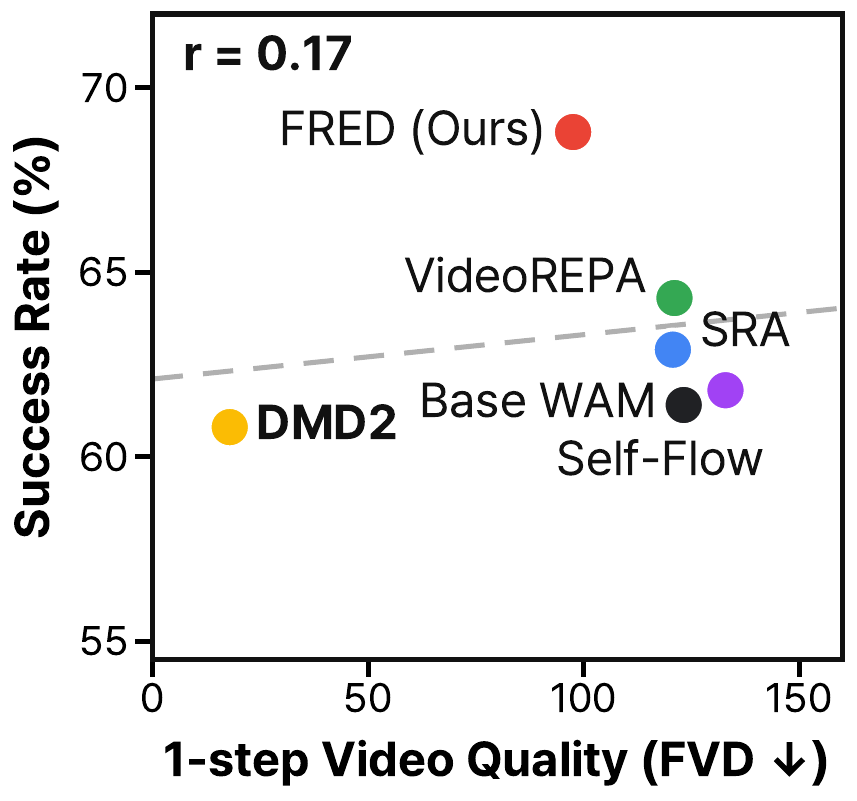 r = 0.17
70
FRED (Ours)
65
VideoREPA
SRA
Base WAM
DMD2
60
Self-Flow
55
0
50
100
150
Success Rate (%)
1-step Video Quality (FVD ↓)